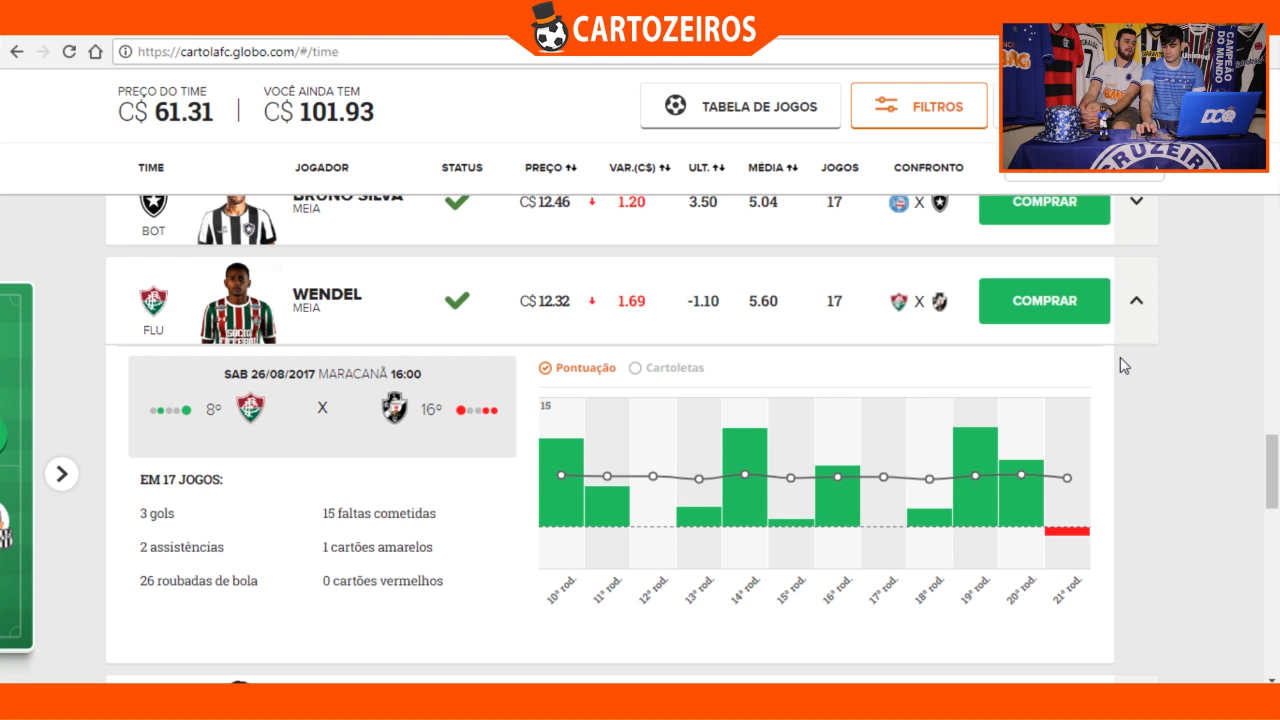 CARTOZEIROS
https://cartolafc.globo.com/#/time
PREÇO DO TIME
C$ 61.31
VOCÊ AINDA TEM
C$ 101.93
TABELA DE JOGOS
FILTROS
TIME JOGADOR STATUS PREÇO VAR.(C$) ULT. MÉDIA JOGOS CONFRONTO
BRUNO SILVA
MEIA
BOT
C$ 12.46 1.20 3.50 5.04 17 X COMPRAR
WENDEL
MEIA
FLU
C$ 12.32 1.69 -1.10 5.60 17 X COMPRAR
SAB 26/08/2017 MARACANÃ 16:00
8º X 16º
EM 17 JOGOS:
3 gols 15 faltas cometidas
2 assistências 1 cartões amarelos
26 roubadas de bola 0 cartões vermelhos
Pontuação Cartoletas
15
10ª rod. 11ª rod. 12ª rod. 13ª rod. 14ª rod. 15ª rod. 16ª rod. 17ª rod. 18ª rod. 19ª rod. 20ª rod. 21ª rod.
CAMPEÃO
DO MUNDO
CRUZEIR